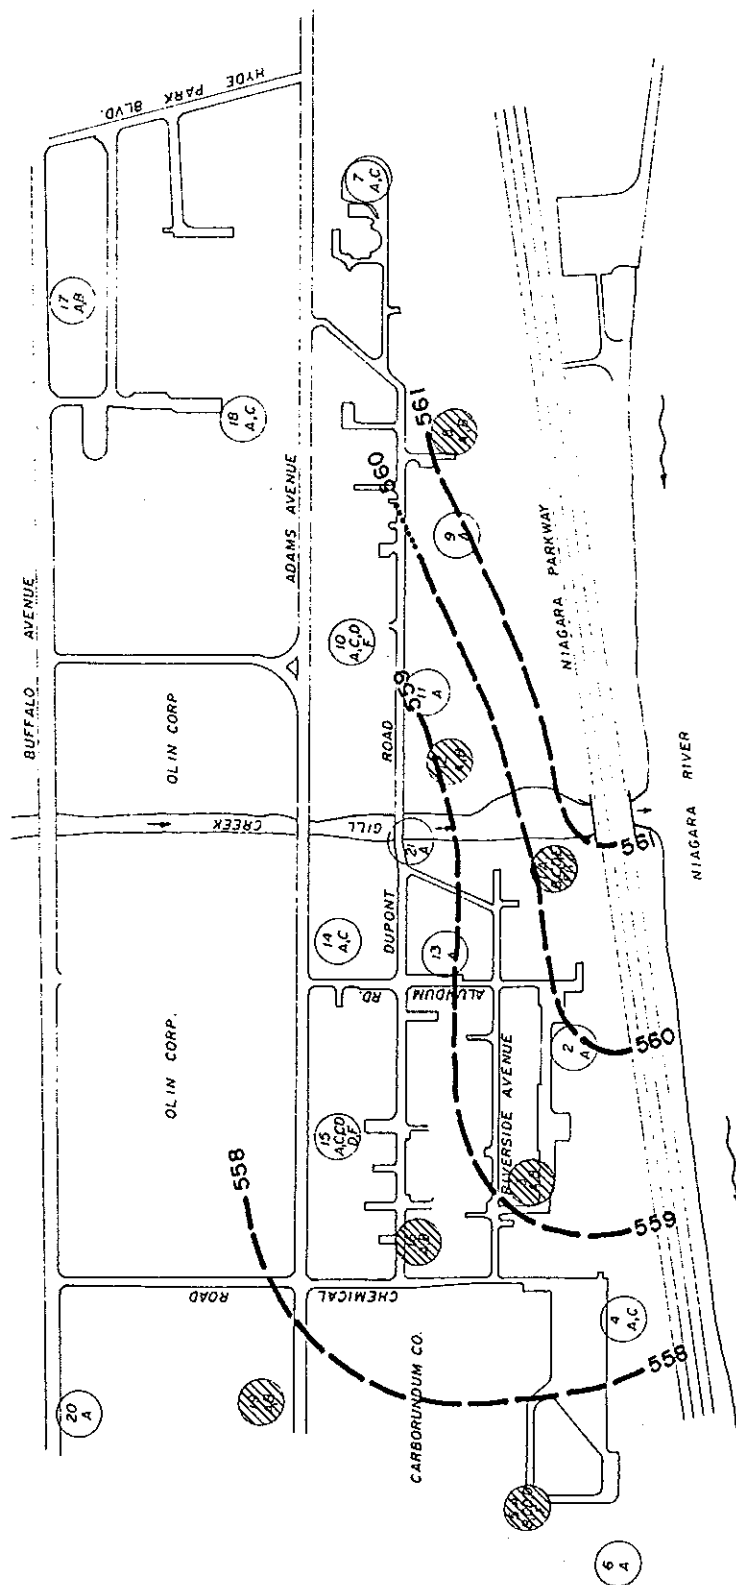 HYDE PARK
BLVD.
7
A,C
17
A,B
18
A,C
BUFFALO AVENUE
ADAMS AVENUE
561
560
9
A
NIAGARA PARKWAY
10
A,C,D
F
559
11
A
OLIN CORP
ROAD
NIAGARA RIVER
GILL
CREEK
21
A
561
14
A,C
DUPONT
13
A
ALUNDUM
RD.
OLIN CORP.
2
A
560
RIVERSIDE AVENUE
15
A,C,CD
D,F
558
559
CHEMICAL
ROAD
4
A,C
558
CARBORUNDUM CO.
20
A
6
A